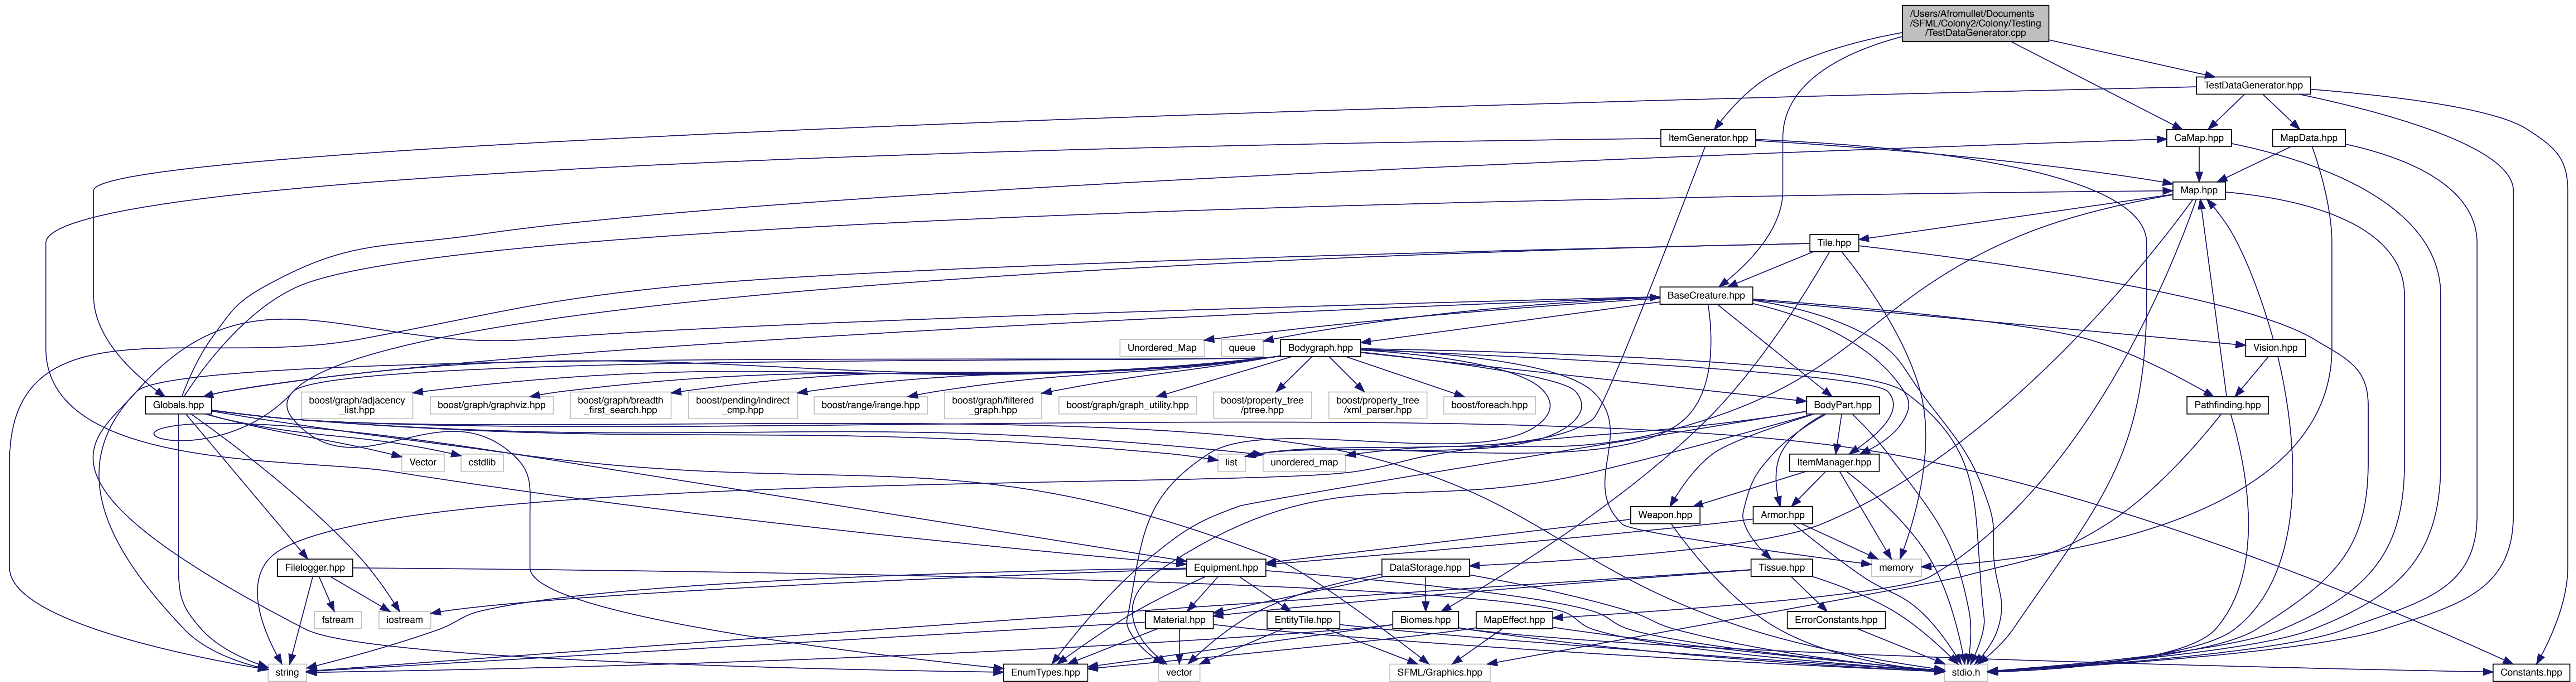 /Users/Afromullet/Documents
/SFML/Colony2/Colony/Testing
/TestDataGenerator.cpp
TestDataGenerator.hpp
ItemGenerator.hpp
CaMap.hpp
MapData.hpp
Map.hpp
Tile.hpp
BaseCreature.hpp
Unordered_Map
queue
Bodygraph.hpp
Vision.hpp
Globals.hpp
boost/graph/adjacency
_list.hpp
boost/graph/graphviz.hpp
boost/graph/breadth
_first_search.hpp
boost/pending/indirect
_cmp.hpp
boost/range/irange.hpp
boost/graph/filtered
_graph.hpp
boost/graph/graph_utility.hpp
boost/property_tree
/ptree.hpp
boost/property_tree
/xml_parser.hpp
boost/foreach.hpp
BodyPart.hpp
Pathfinding.hpp
Vector
cstdlib
list
unordered_map
ItemManager.hpp
Weapon.hpp
Armor.hpp
Filelogger.hpp
Equipment.hpp
DataStorage.hpp
Tissue.hpp
memory
fstream
iostream
Material.hpp
EntityTile.hpp
Biomes.hpp
MapEffect.hpp
ErrorConstants.hpp
string
EnumTypes.hpp
vector
SFML/Graphics.hpp
stdio.h
Constants.hpp